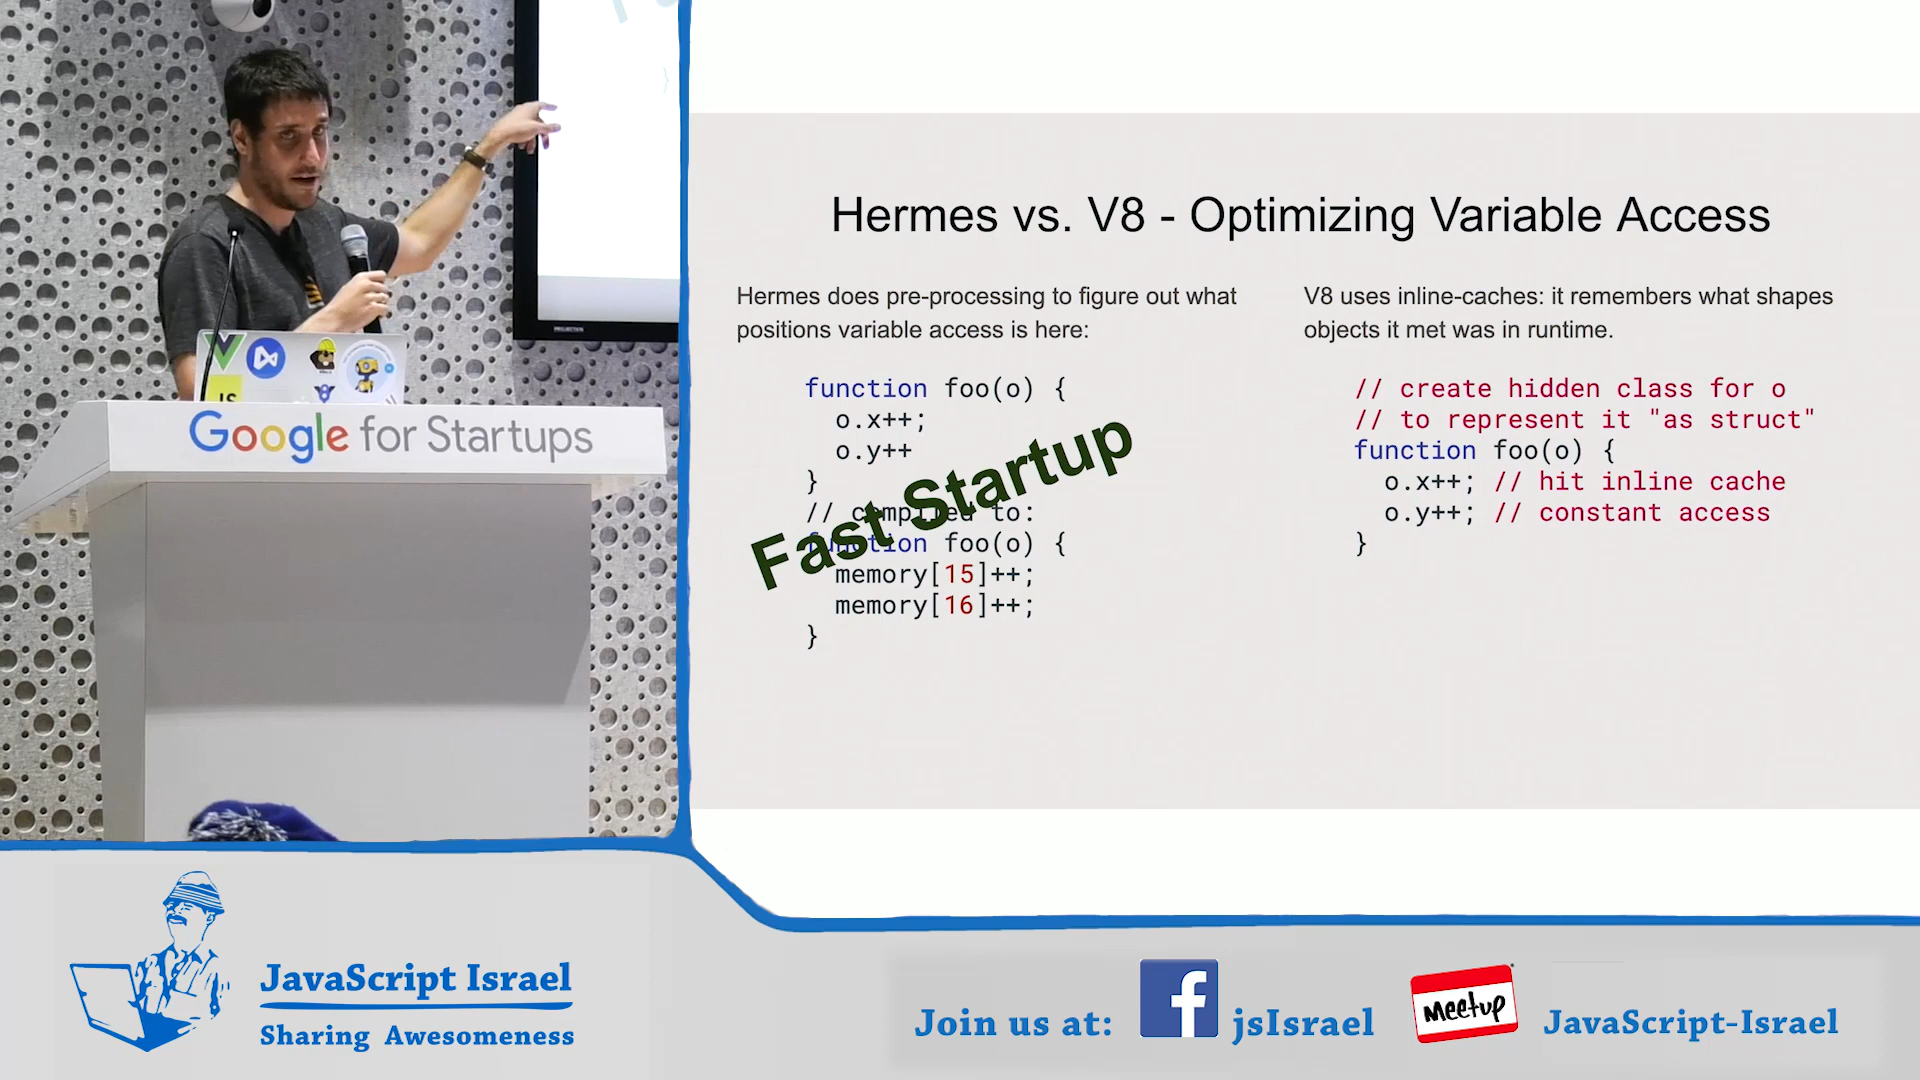 PROJECTION
JS
Google for Startups
Hermes vs. V8 - Optimizing Variable Access
Hermes does pre-processing to figure out what
positions variable access is here:
function foo(o) {
o.x++;
o.y++
}
// compiled to:
function foo(o) {
memory[15]++;
memory[16]++;
}
Fast Startup
V8 uses inline-caches: it remembers what shapes
objects it met was in runtime.
// create hidden class for o
// to represent it "as struct"
function foo(o) {
o.x++; // hit inline cache
o.y++; // constant access
}
JavaScript Israel
Sharing Awesomeness
Join us at:
f
jsIsrael
Meetup
JavaScript-Israel